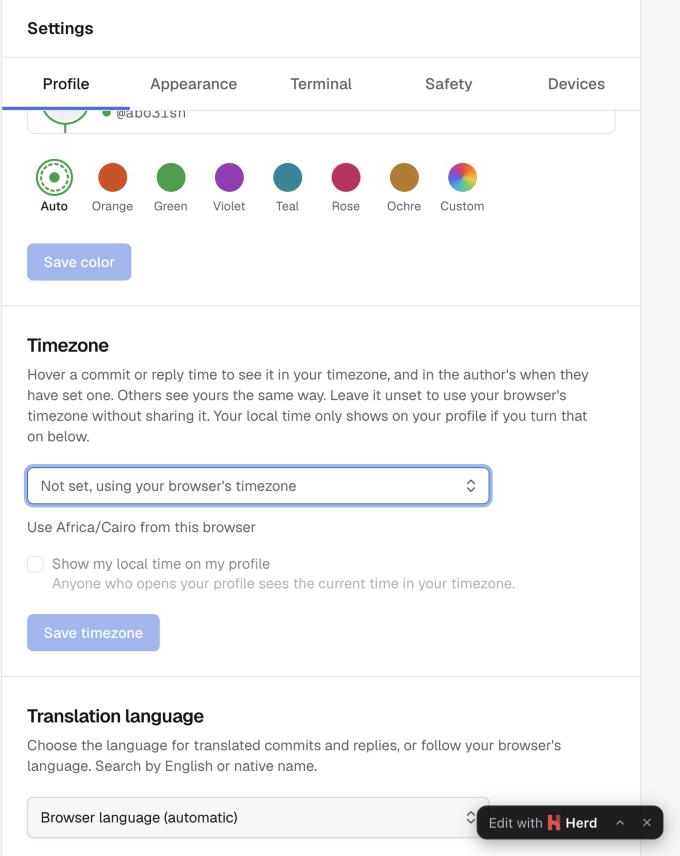 Settings
Profile
Appearance
Terminal
Safety
Devices
@abo3ish
Auto
Orange
Green
Violet
Teal
Rose
Ochre
Custom
Save color
Timezone
Hover a commit or reply time to see it in your timezone, and in the author's when they
have set one. Others see yours the same way. Leave it unset to use your browser's
timezone without sharing it. Your local time only shows on your profile if you turn that
on below.
Not set, using your browser's timezone
Use Africa/Cairo from this browser
Show my local time on my profile
Anyone who opens your profile sees the current time in your timezone.
Save timezone
Translation language
Choose the language for translated commits and replies, or follow your browser's
language. Search by English or native name.
Browser language (automatic)
Edit with Herd